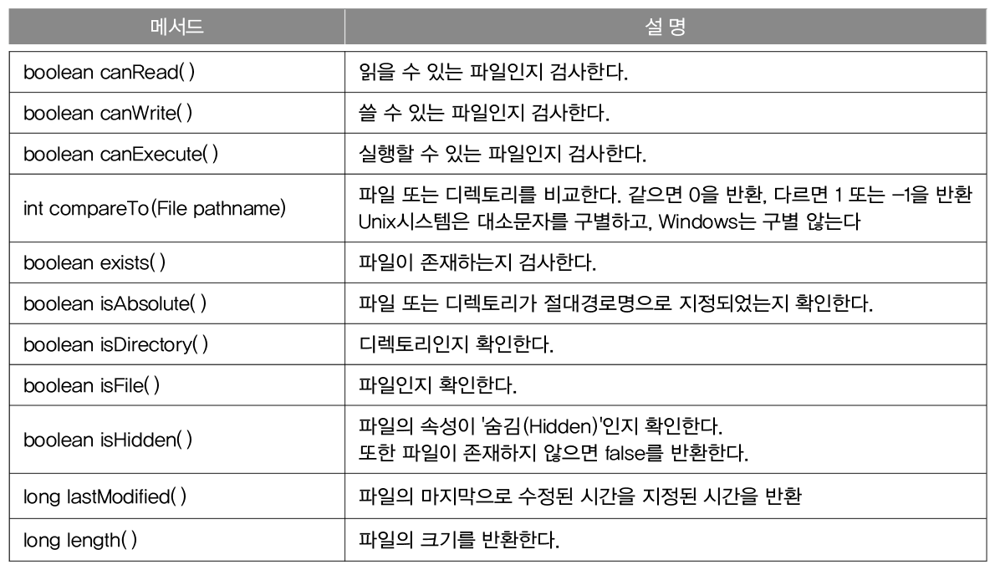 메서드 설 명
boolean canRead( ) 읽을 수 있는 파일인지 검사한다.
boolean canWrite( ) 쓸 수 있는 파일인지 검사한다.
boolean canExecute( ) 실행할 수 있는 파일인지 검사한다.
int compareTo(File pathname) 파일 또는 디렉토리를 비교한다. 같으면 0을 반환, 다르면 1 또는 -1을 반환
Unix시스템은 대소문자를 구별하고, Windows는 구별 않는다
boolean exists( ) 파일이 존재하는지 검사한다.
boolean isAbsolute( ) 파일 또는 디렉토리가 절대경로명으로 지정되었는지 확인한다.
boolean isDirectory( ) 디렉토리인지 확인한다.
boolean isFile( ) 파일인지 확인한다.
boolean isHidden( ) 파일의 속성이 '숨김(Hidden)'인지 확인한다.
또한 파일이 존재하지 않으면 false를 반환한다.
long lastModified( ) 파일의 마지막으로 수정된 시간을 지정된 시간을 반환
long length( ) 파일의 크기를 반환한다.